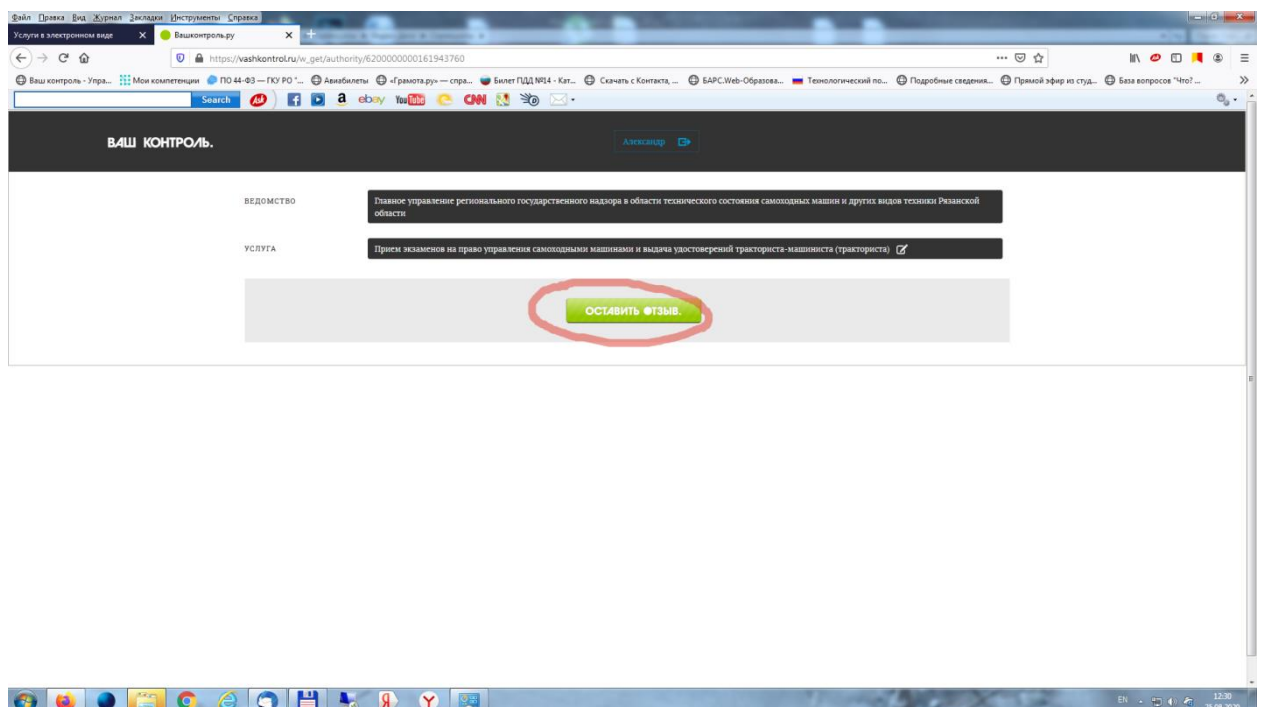 Файл Правка Вид Журнал Закладки Инструменты Справка
Услуги в электронном виде Вашконтроль.ру
https://vashkontrol.ru/w_get/authority/6200000000161943760
Ваш контроль - Упра... Мои компетенции ПО 44-ФЗ — ГКУ РО "... Авиабилеты «Грамота.ру» — спра... Билет ПДД №14 - Кат... Скачать с Контакта, ... БАРС.Web-Образова... Технологический по... Подробные сведения... Прямой эфир из студ... База вопросов "Что? ...
Search Ask a ebay YouTube CNN
ВАШ КОНТРОЛЬ.
Александр
ВЕДОМСТВО
Главное управление регионального государственного надзора в области технического состояния самоходных машин и других видов техники Рязанской
области
УСЛУГА
Прием экзаменов на право управления самоходными машинами и выдача удостоверений тракториста-машиниста (тракториста)
ОСТАВИТЬ ОТЗЫВ.
EN
12:30